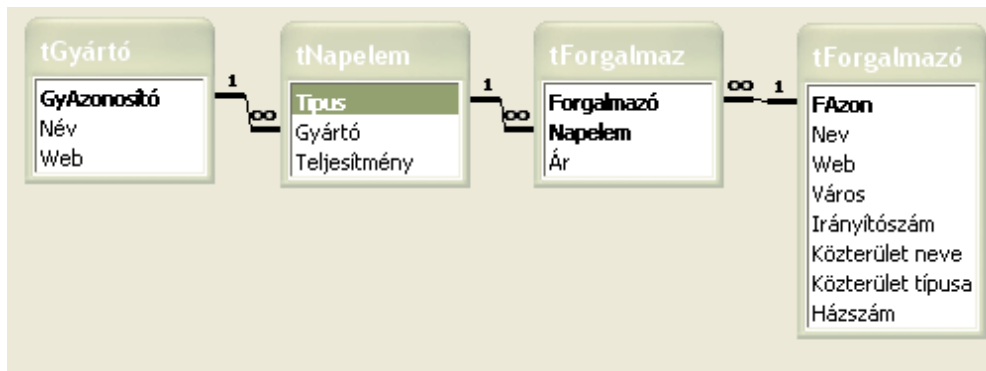 tGyártó
GyAzonosító
Név
Web
1
∞
tNapelem
Tipus
Gyártó
Teljesítmény
1
∞
tForgalmaz
Forgalmazó
Napelem
Ár
∞
1
tForgalmazó
FAzon
Nev
Web
Város
Irányítószám
Közterület neve
Közterület típusa
Házszám